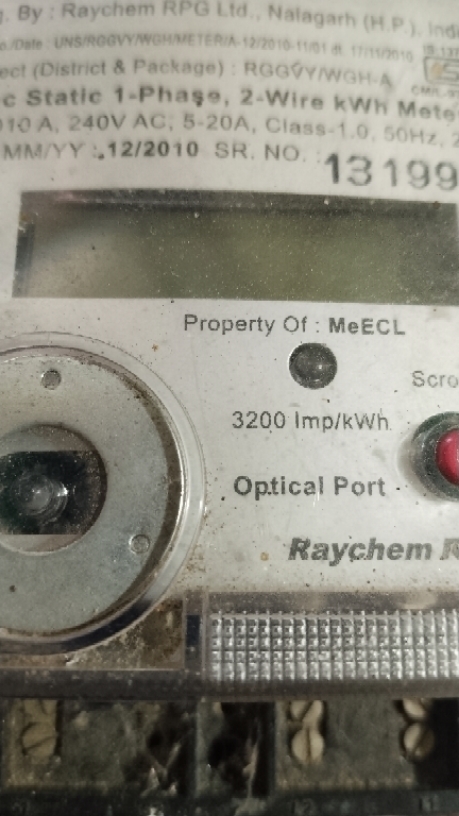 g. By : Raychem RPG Ltd., Nalagarh (H.P.), Indi
o./Date : UNS/RGGVY/WGH/METER/A-12/2010-11/01 dt. 17/11/2010
ect (District & Package) : RGGVY/WGH-A
c Static 1-Phase, 2-Wire kWh Mete
10 A, 240V AC; 5-20A, Class-1.0, 50Hz, 2
MM/YY : 12/2010 SR. NO. : 13199
Property Of : MeECL
Scro
3200 Imp/kWh
Optical Port
Raychem R